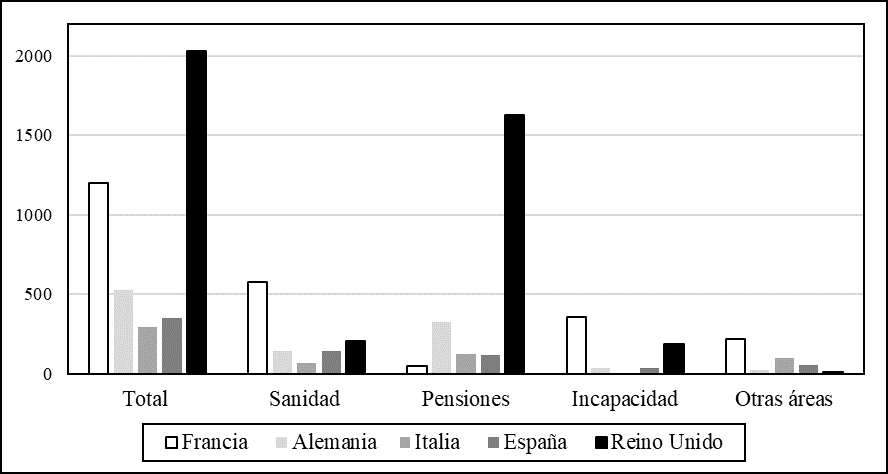 2000
1500
1000
500
0
Total Sanidad Pensiones Incapacidad Otras áreas
Francia Alemania Italia España Reino Unido